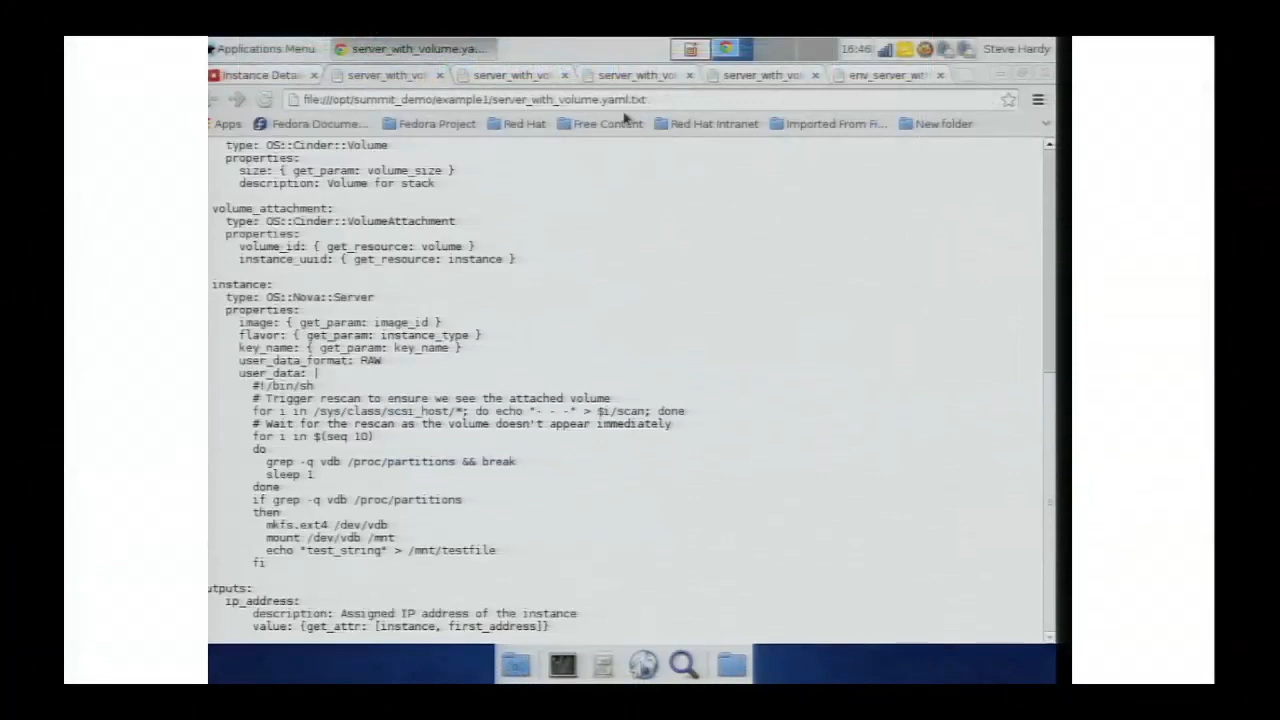 Applications Menu
server_with_volume.ya...
16:46
Steve Hardy
Instance Detai
server_with_vo
server_with_vo
server_with_vo
server_with_vo
env_server_wit
file:///opt/summit_demo/example1/server_with_volume.yaml.txt
Apps
Fedora Docume...
Fedora Project
Red Hat
Free Content
Red Hat Intranet
Imported From Fi...
New folder
type: OS::Cinder::Volume
properties:
size: { get_param: volume_size }
description: Volume for stack
volume_attachment:
type: OS::Cinder::VolumeAttachment
properties:
volume_id: { get_resource: volume }
instance_uuid: { get_resource: instance }
instance:
type: OS::Nova::Server
properties:
image: { get_param: image_id }
flavor: { get_param: instance_type }
key_name: { get_param: key_name }
user_data_format: RAW
user_data: |
#!/bin/sh
# Trigger rescan to ensure we see the attached volume
for i in /sys/class/scsi_host/*; do echo "- - -" > $i/scan; done
# Wait for the rescan as the volume doesn't appear immediately
for i in $(seq 10)
do
grep -q vdb /proc/partitions && break
sleep 1
done
if grep -q vdb /proc/partitions
then
mkfs.ext4 /dev/vdb
mount /dev/vdb /mnt
echo "test_string" > /mnt/testfile
fi
utputs:
ip_address:
description: Assigned IP address of the instance
value: {get_attr: [instance, first_address]}